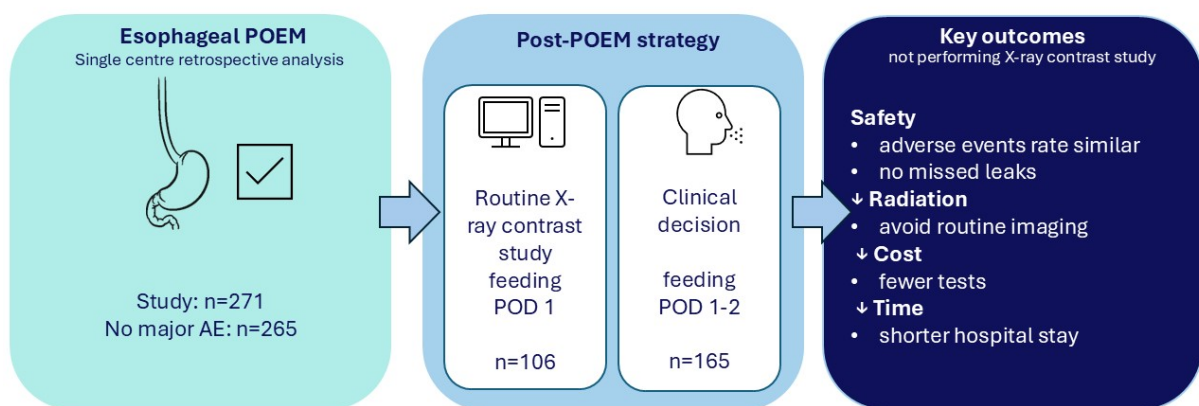 Esophageal POEM
Single centre retrospective analysis
Study: n=271
No major AE: n=265
Post-POEM strategy
Routine X-
ray contrast
study
feeding
POD 1
n=106
Clinical
decision
feeding
POD 1-2
n=165
Key outcomes
not performing X-ray contrast study
Safety
• adverse events rate similar
• no missed leaks
↓ Radiation
• avoid routine imaging
↓ Cost
• fewer tests
↓ Time
• shorter hospital stay